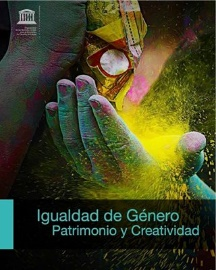 Igualdad de Género
Patrimonio y Creatividad